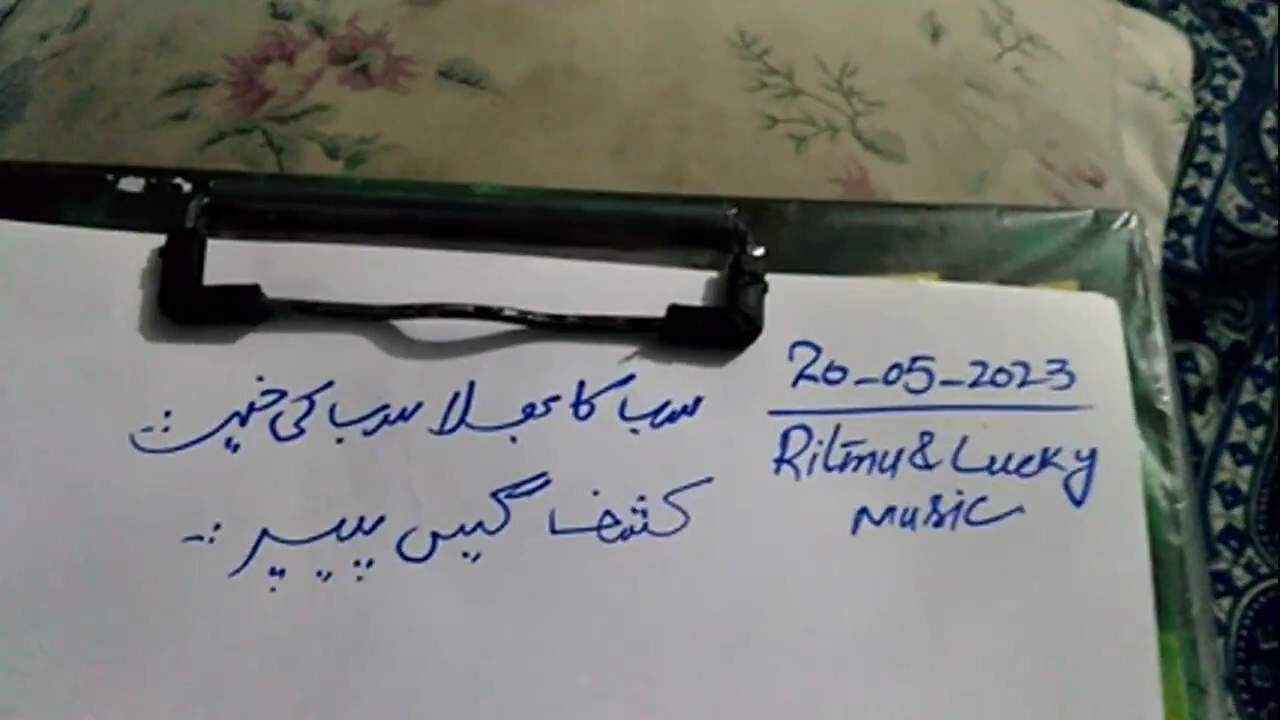 20-05-2023
Ritmu & Lucky
Music
سب کا بھلا سب کی خیر :-
کشف گیس پیپر :-